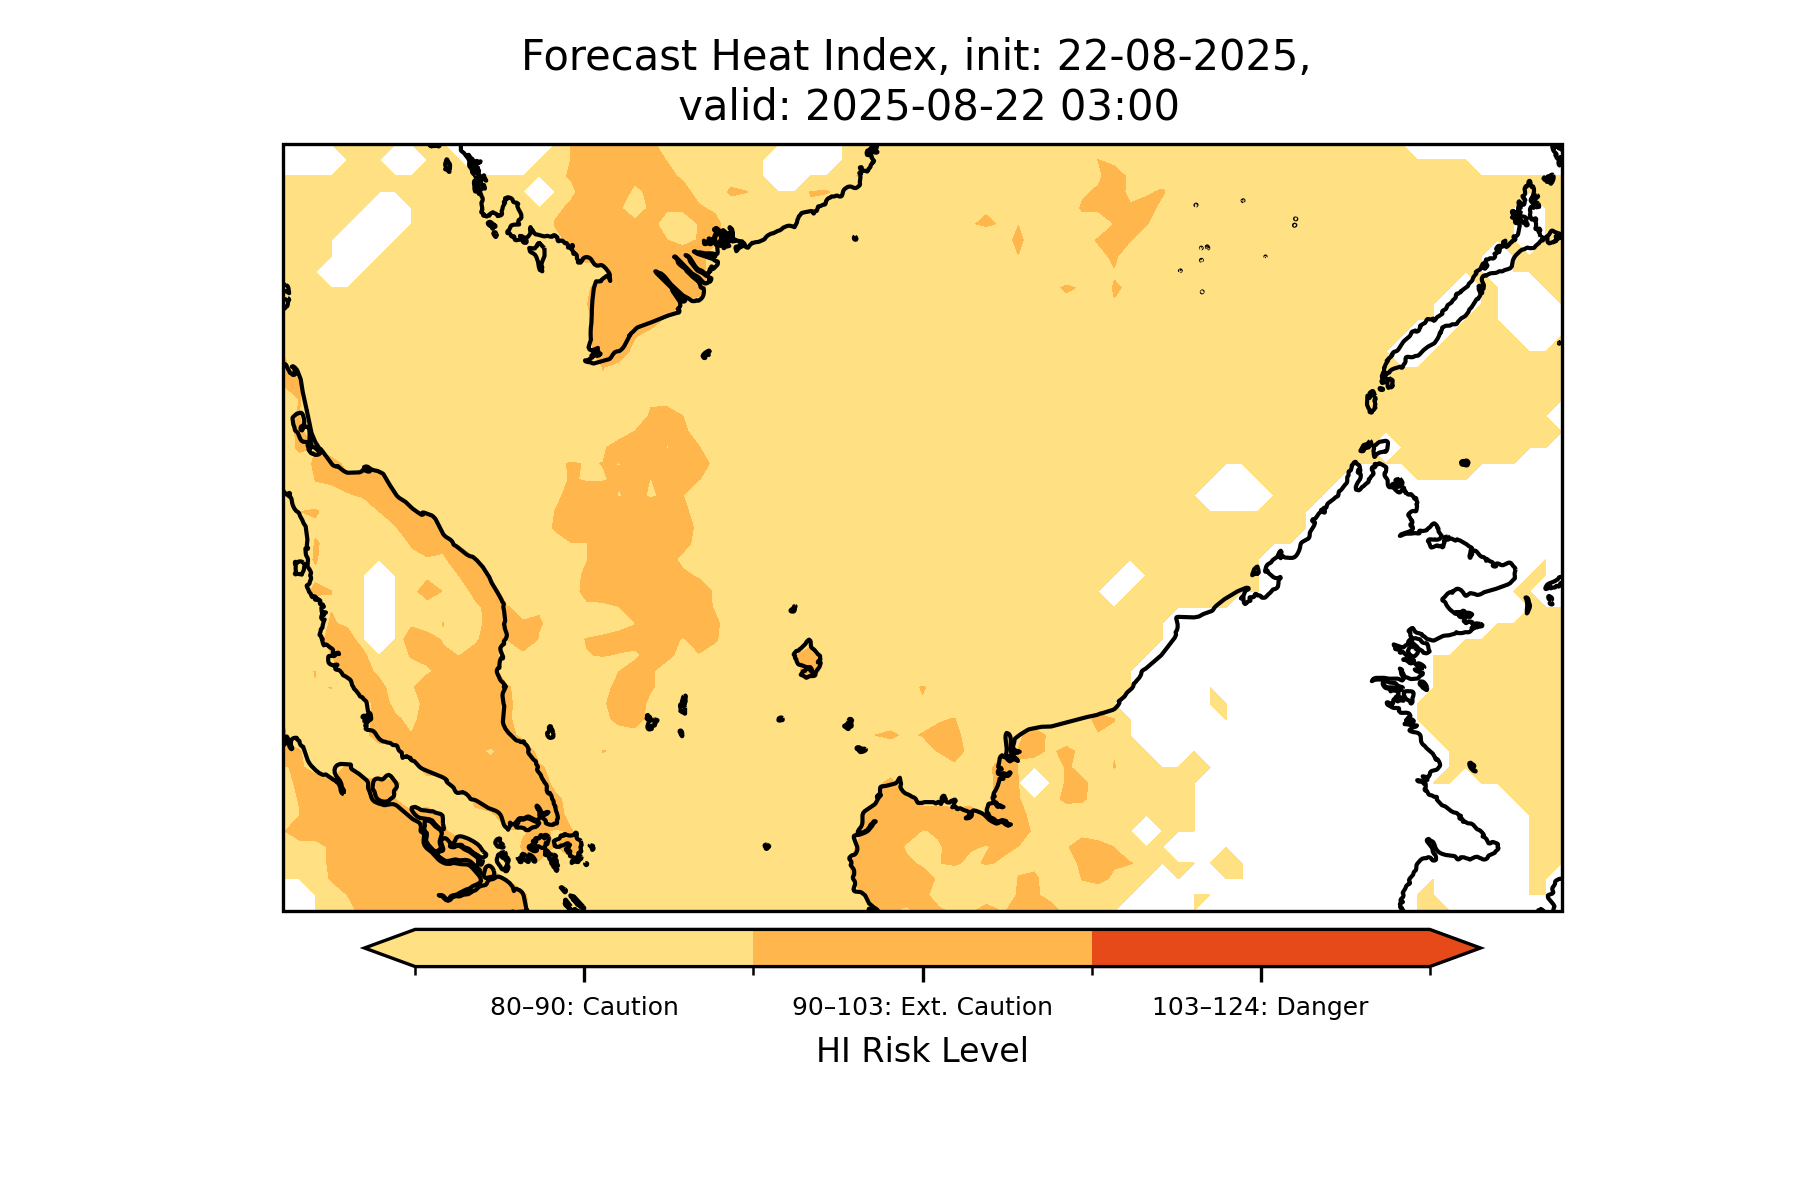 Forecast Heat Index, init: 22-08-2025,
valid: 2025-08-22 03:00
80–90: Caution
90–103: Ext. Caution
103–124: Danger
HI Risk Level